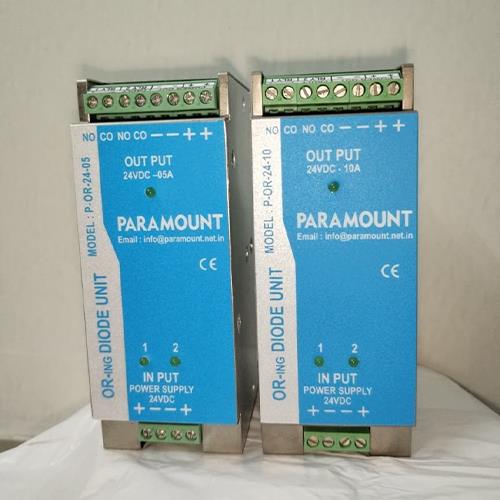 NO CO NO CO − − + +
OUT PUT
24VDC –05A
PARAMOUNT
Email : info@paramount.net.in
CE
MODEL : P-OR-24-05
OR-ING DIODE UNIT
1 2
IN PUT
POWER SUPPLY
24VDC
+ − − +
NO CO NO CO − − + +
OUT PUT
24VDC - 10A
PARAMOUNT
Email : info@paramount.net.in
CE
MODEL : P-OR-24-10
OR-ING DIODE UNIT
1 2
IN PUT
POWER SUPPLY
24VDC
+ − − +